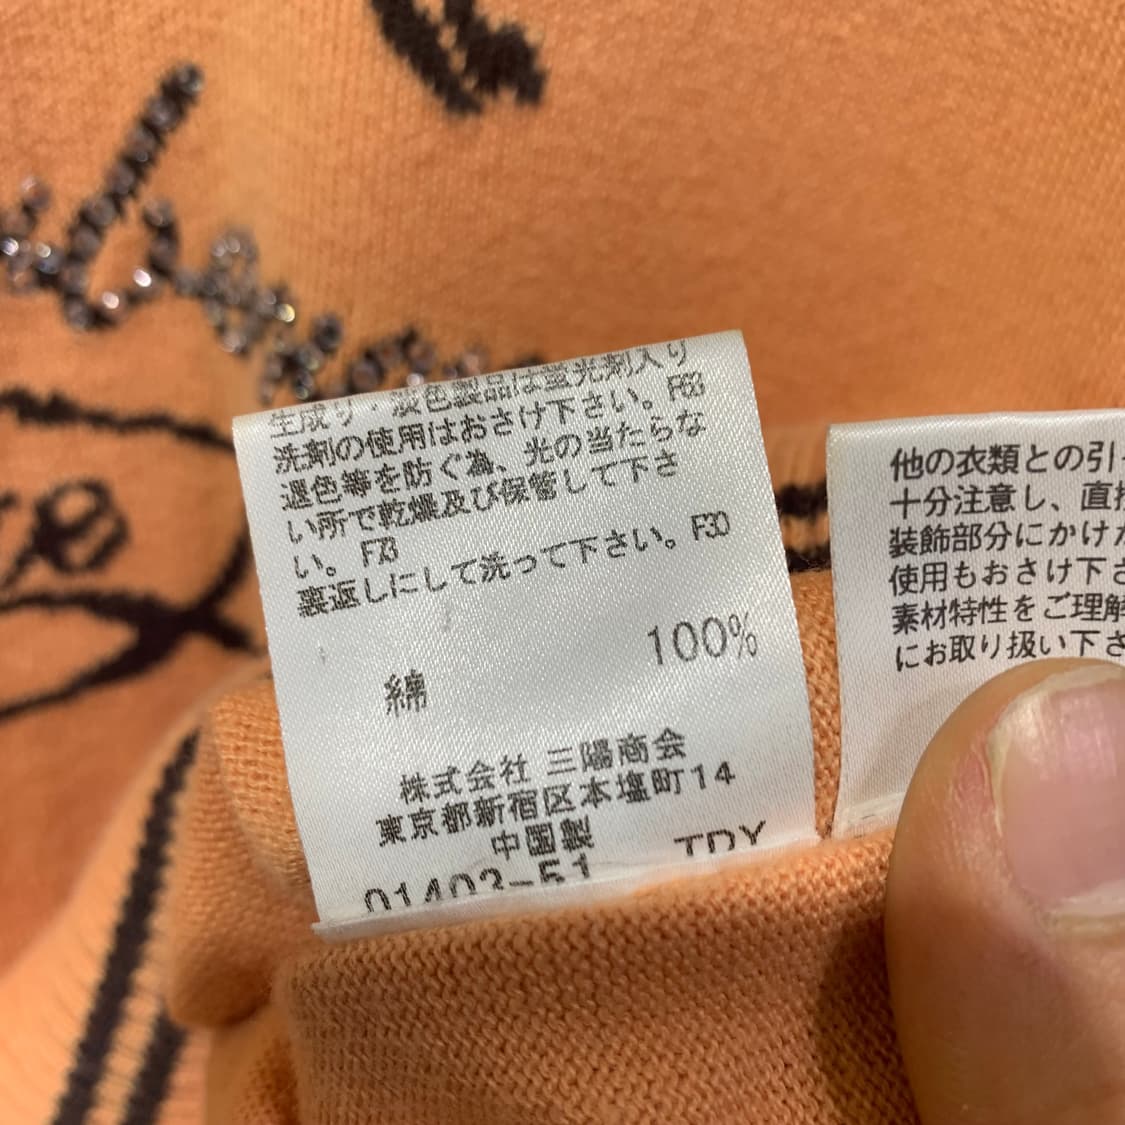 生成り・淡色製品は蛍光剤入り
洗剤の使用はおさけ下さい。F63
退色等を防ぐ為、光の当たらな
い所で乾燥及び保管して下さ
い。F73
裏返しにして洗って下さい。F30
綿 100%
株式会社 三陽商会
東京都新宿区本塩町14
中国製 TDY
01403-51
他の衣類との引
十分注意し、直接
装飾部分にかけ
使用もおさけ下さ
素材特性をご理解
にお取り扱い下さ